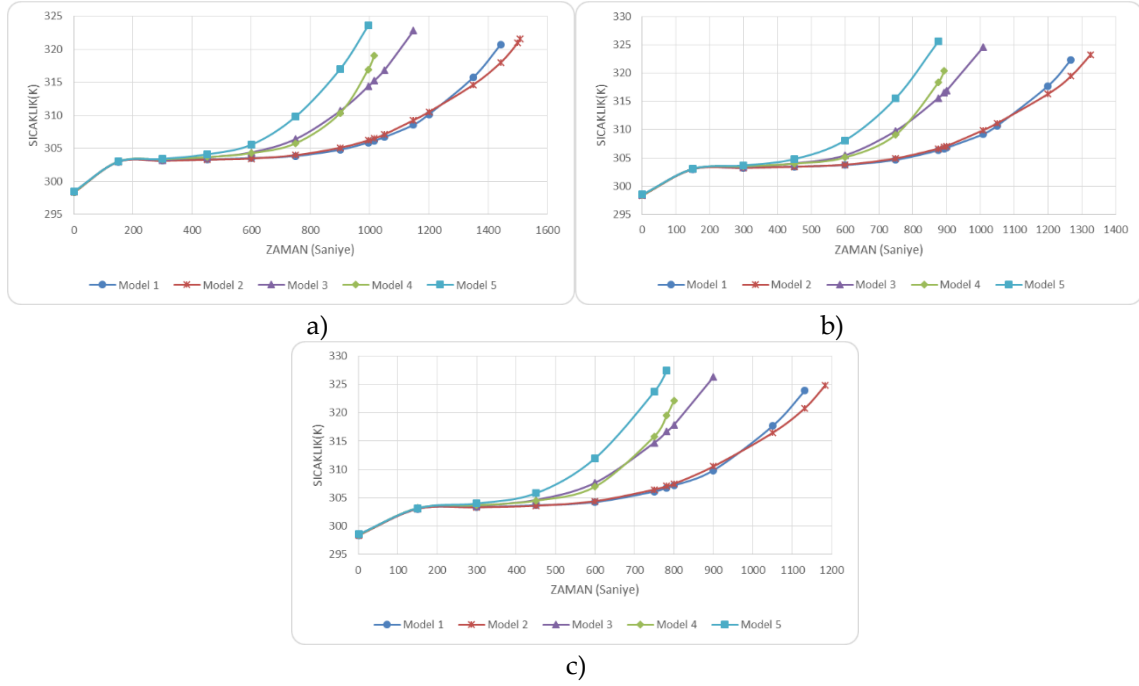 SICAKLIK(K)
325
320
315
310
305
300
295
0 200 400 600 800 1000 1200 1400 1600
ZAMAN (Saniye)
Model 1 Model 2 Model 3 Model 4 Model 5
a)
SICAKLIK(K)
330
325
320
315
310
305
300
295
0 100 200 300 400 500 600 700 800 900 1000 1100 1200 1300 1400
ZAMAN (Saniye)
Model 1 Model 2 Model 3 Model 4 Model 5
b)
SICAKLIK(K)
330
325
320
315
310
305
300
295
0 100 200 300 400 500 600 700 800 900 1000 1100 1200
ZAMAN (Saniye)
Model 1 Model 2 Model 3 Model 4 Model 5
c)